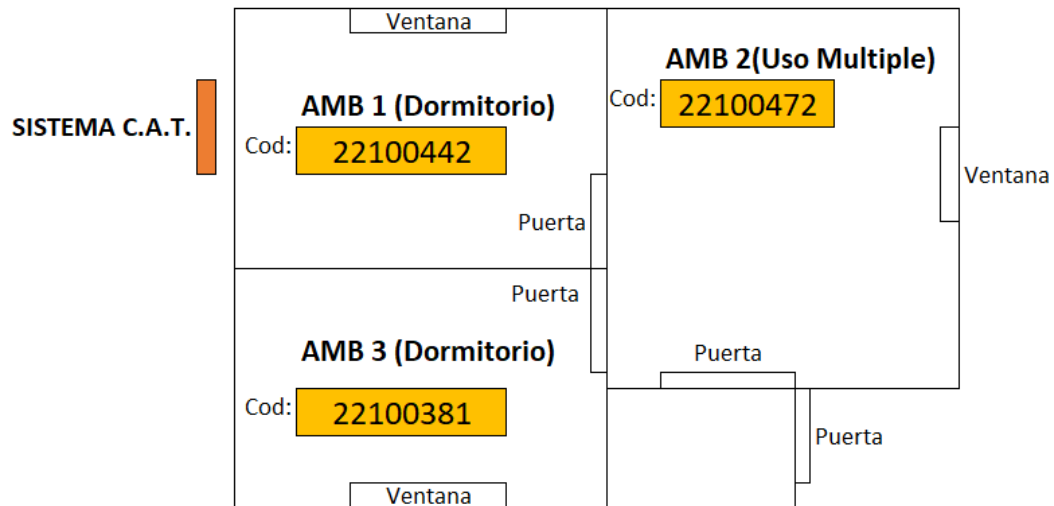 Ventana
AMB 2(Uso Multiple)
Cod: 22100472
AMB 1 (Dormitorio)
SISTEMA C.A.T.
Cod: 22100442
Ventana
Puerta
Puerta
AMB 3 (Dormitorio)
Puerta
Cod: 22100381
Puerta
Ventana